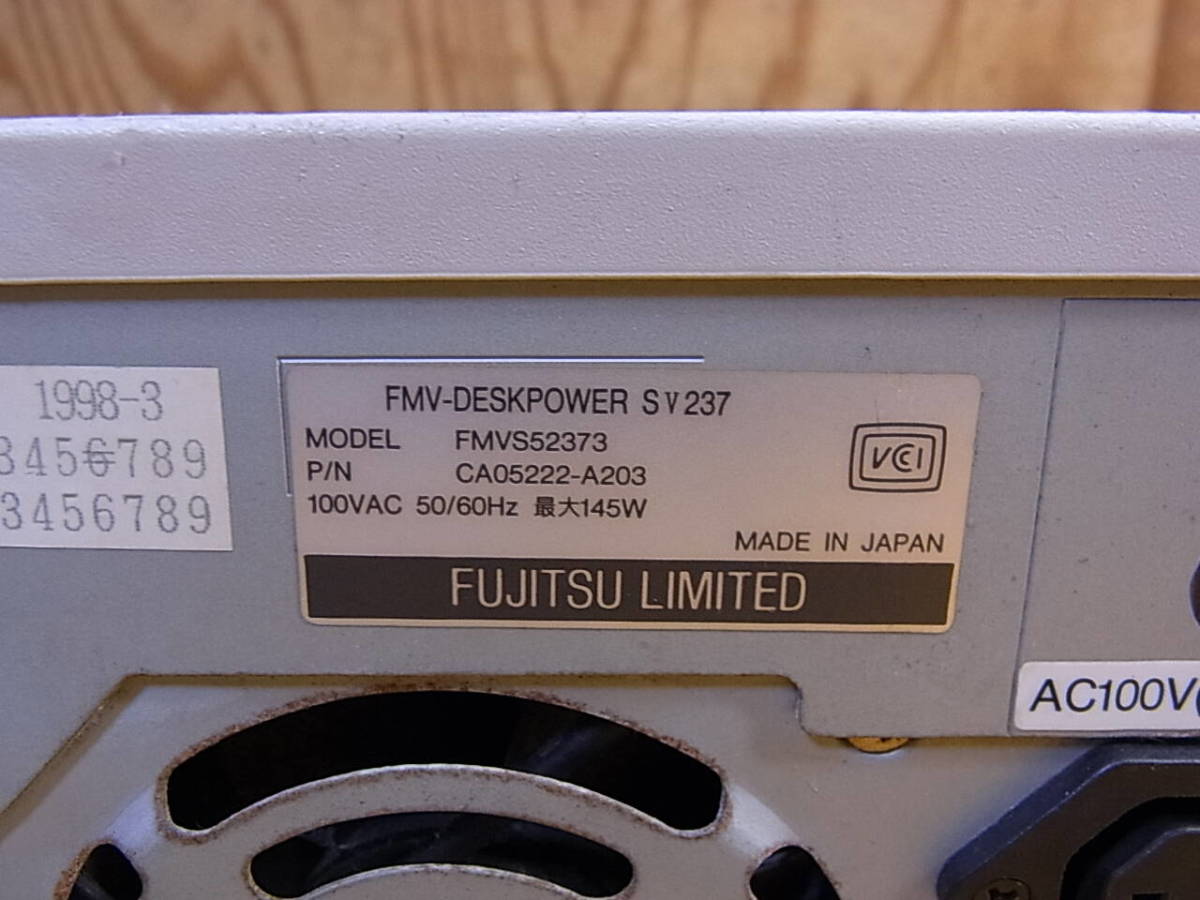 1998-3
3456789
3456789
FMV-DESKPOWER SⅤ237
MODEL FMVS52373
P/N CA05222-A203
100VAC 50/60Hz 最大145W
VCCI
MADE IN JAPAN
FUJITSU LIMITED
AC100V(